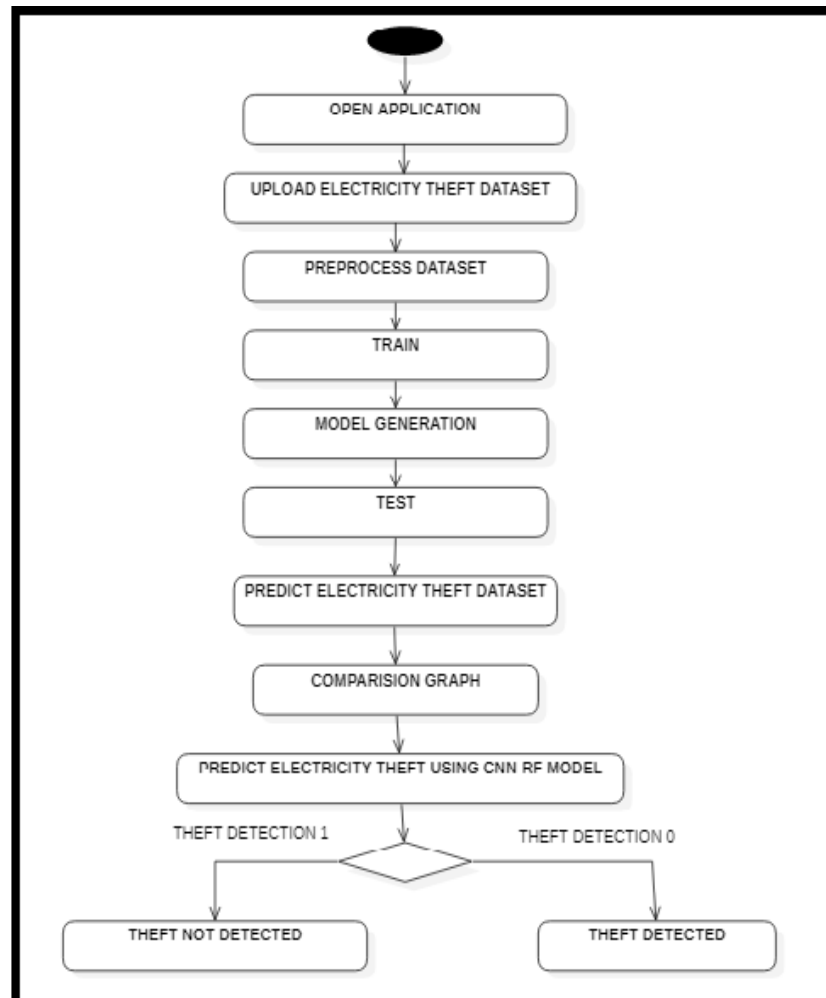 OPEN APPLICATION
UPLOAD ELECTRICITY THEFT DATASET
PREPROCESS DATASET
TRAIN
MODEL GENERATION
TEST
PREDICT ELECTRICITY THEFT DATASET
COMPARISION GRAPH
PREDICT ELECTRICITY THEFT USING CNN RF MODEL
THEFT DETECTION 1
THEFT DETECTION 0
THEFT NOT DETECTED
THEFT DETECTED